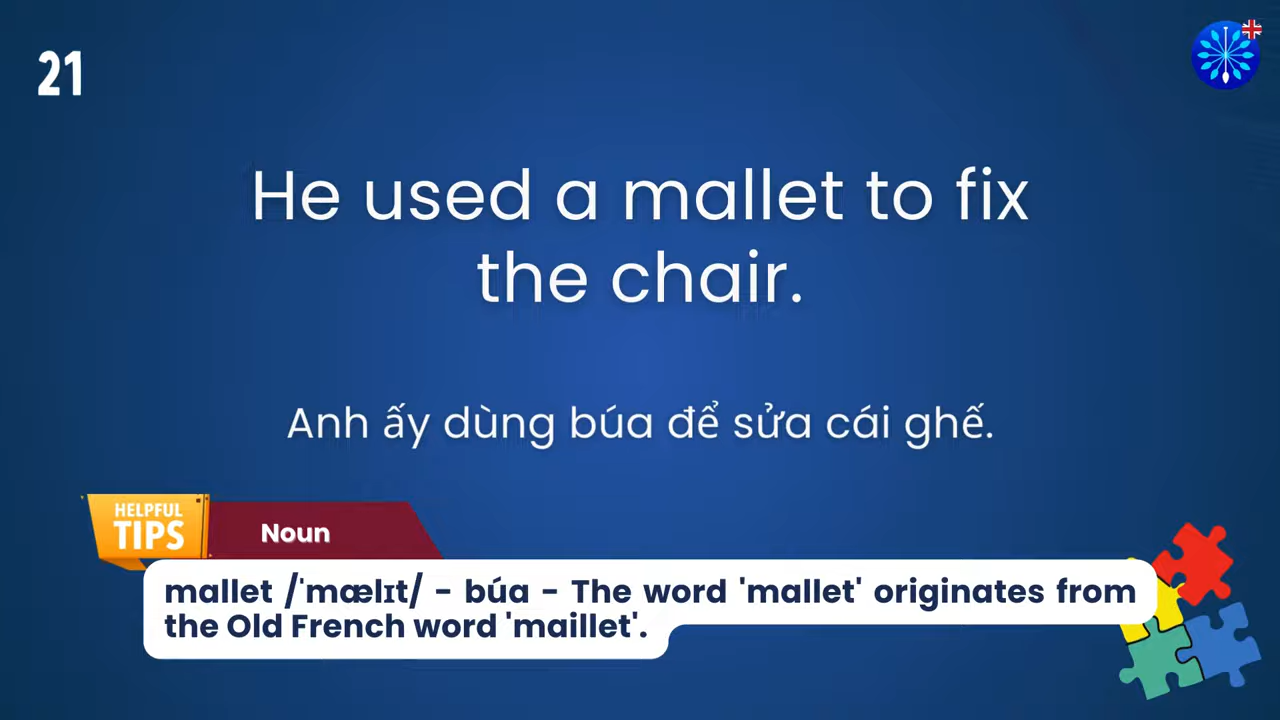 21
He used a mallet to fix
the chair.
Anh ấy dùng búa để sửa cái ghế.
HELPFUL
TIPS
Noun
mallet /ˈmælɪt/ - búa - The word 'mallet' originates from
the Old French word 'maillet'.